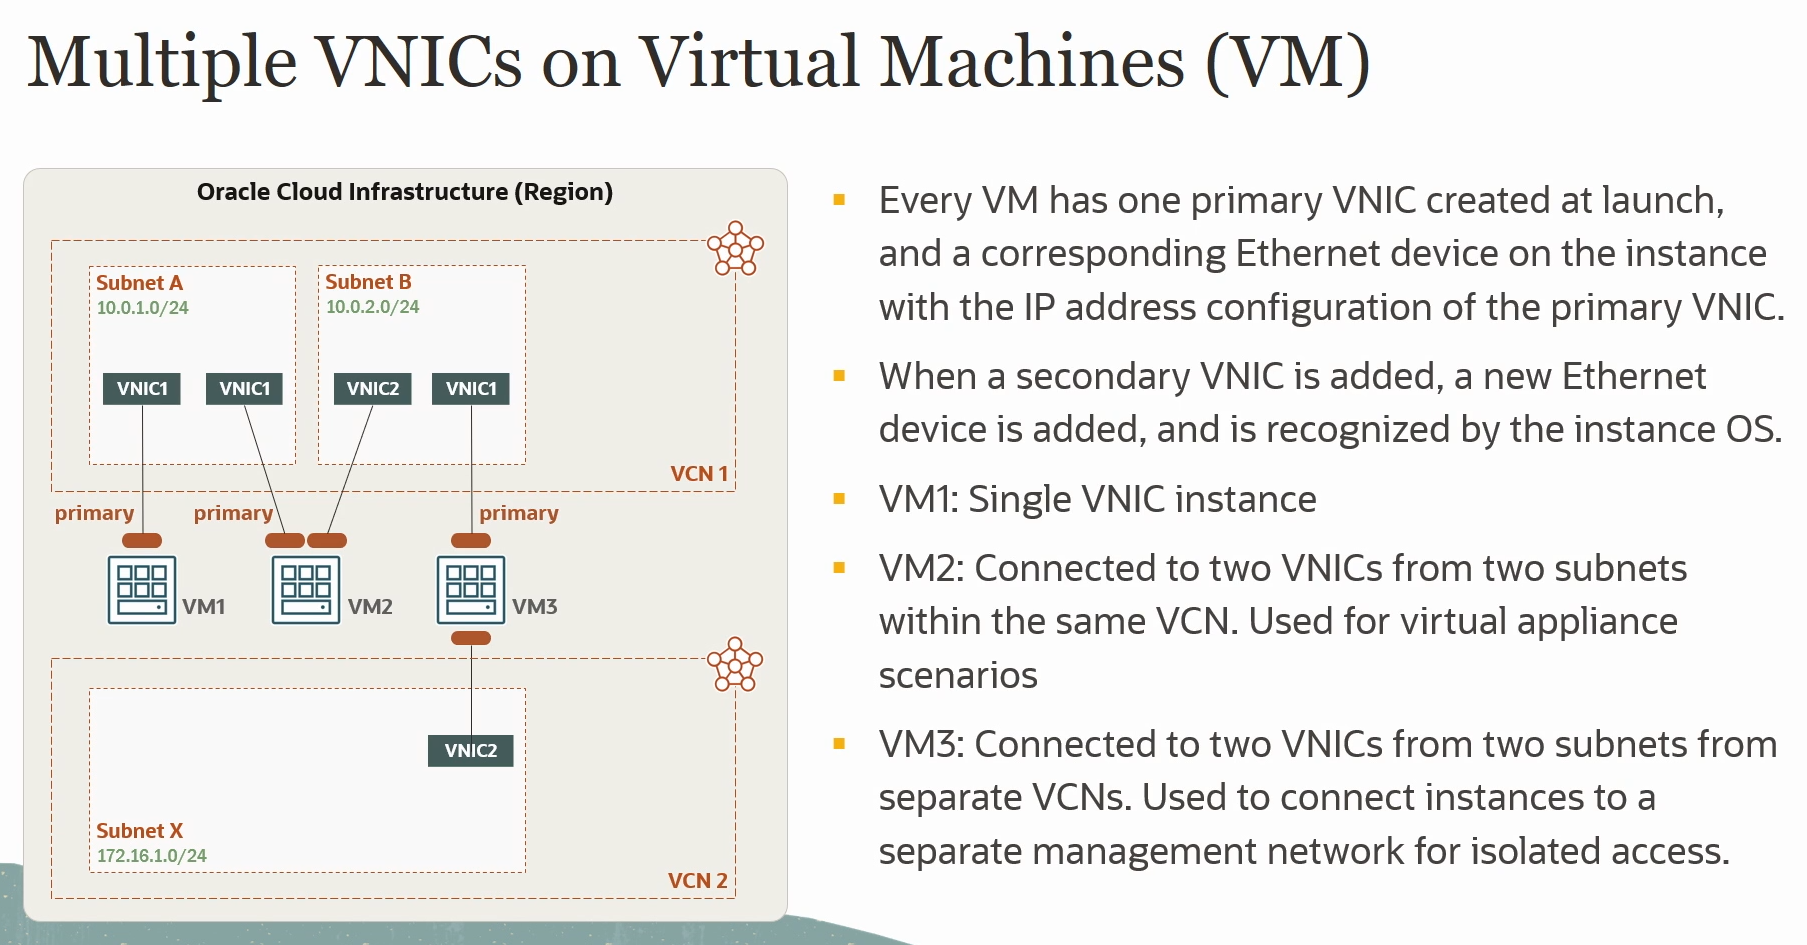 Multiple VNICs on Virtual Machines (VM)
Oracle Cloud Infrastructure (Region)
Subnet A
10.0.1.0/24
Subnet B
10.0.2.0/24
VNIC1
VNIC1
VNIC2
VNIC1
VCN 1
primary
primary
primary
VM1
VM2
VM3
VNIC2
Subnet X
172.16.1.0/24
VCN 2
Every VM has one primary VNIC created at launch,
and a corresponding Ethernet device on the instance
with the IP address configuration of the primary VNIC.
When a secondary VNIC is added, a new Ethernet
device is added, and is recognized by the instance OS.
VM1: Single VNIC instance
VM2: Connected to two VNICs from two subnets
within the same VCN. Used for virtual appliance
scenarios
VM3: Connected to two VNICs from two subnets from
separate VCNs. Used to connect instances to a
separate management network for isolated access.